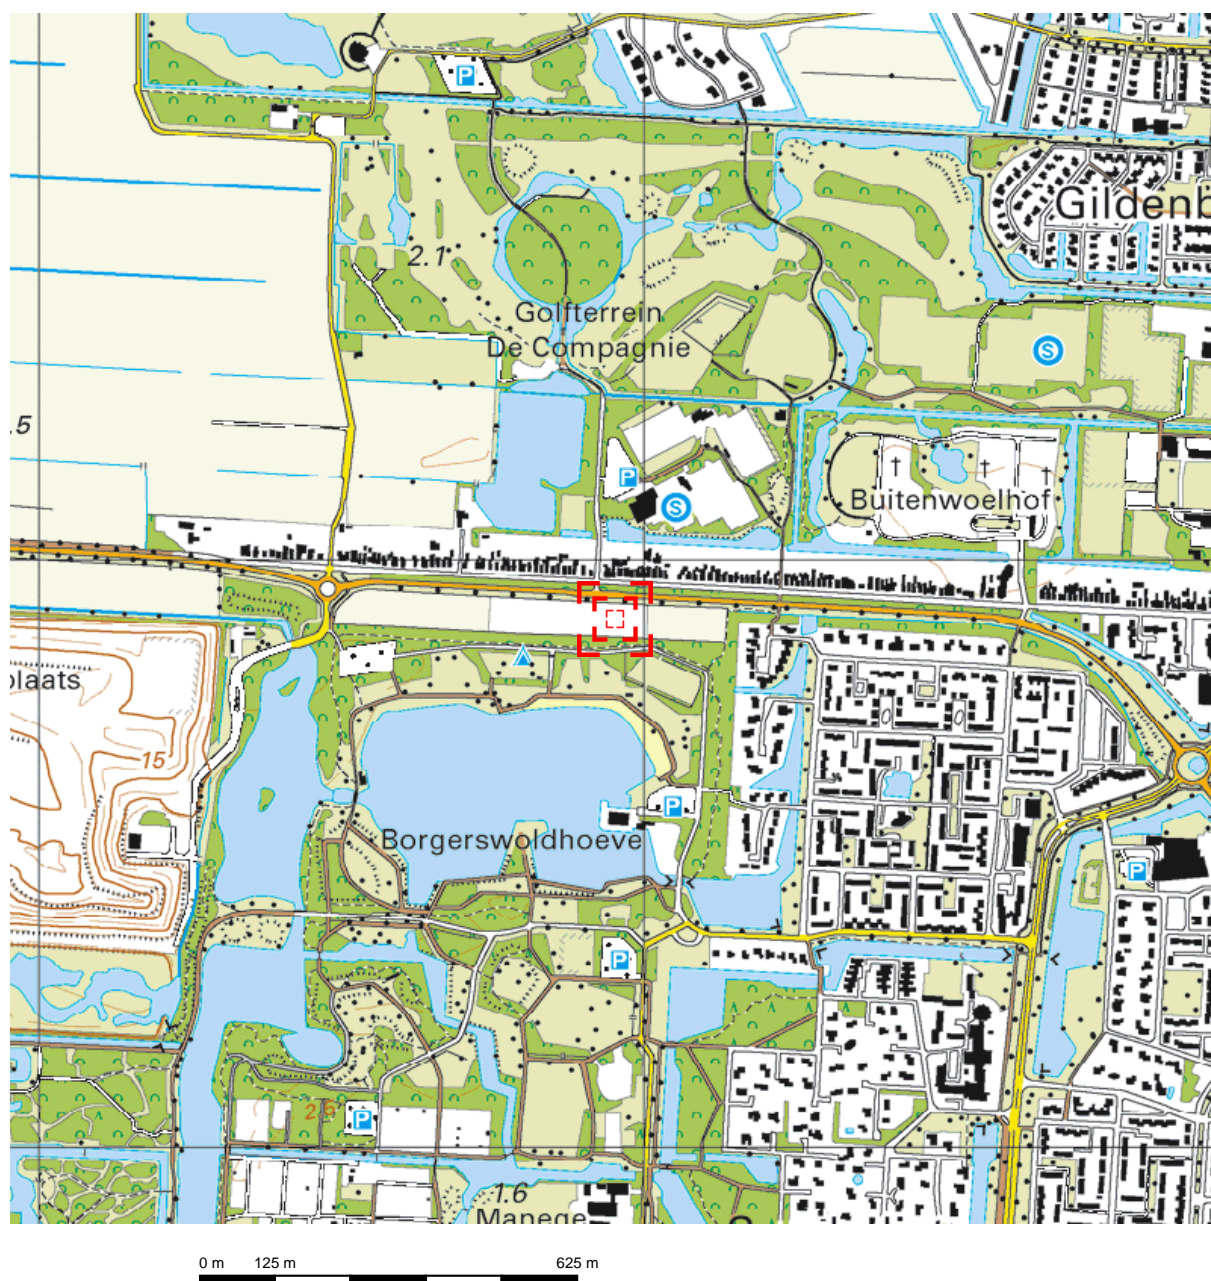 P
Gildenb
2.1
Golfterrein
De Compagnie
S
.5
P
S
Buitenwoelhof
plaats
15
P
Borgerswoldhoeve
P
P
2.6
P
1.6
Manege
0 m 125 m 625 m